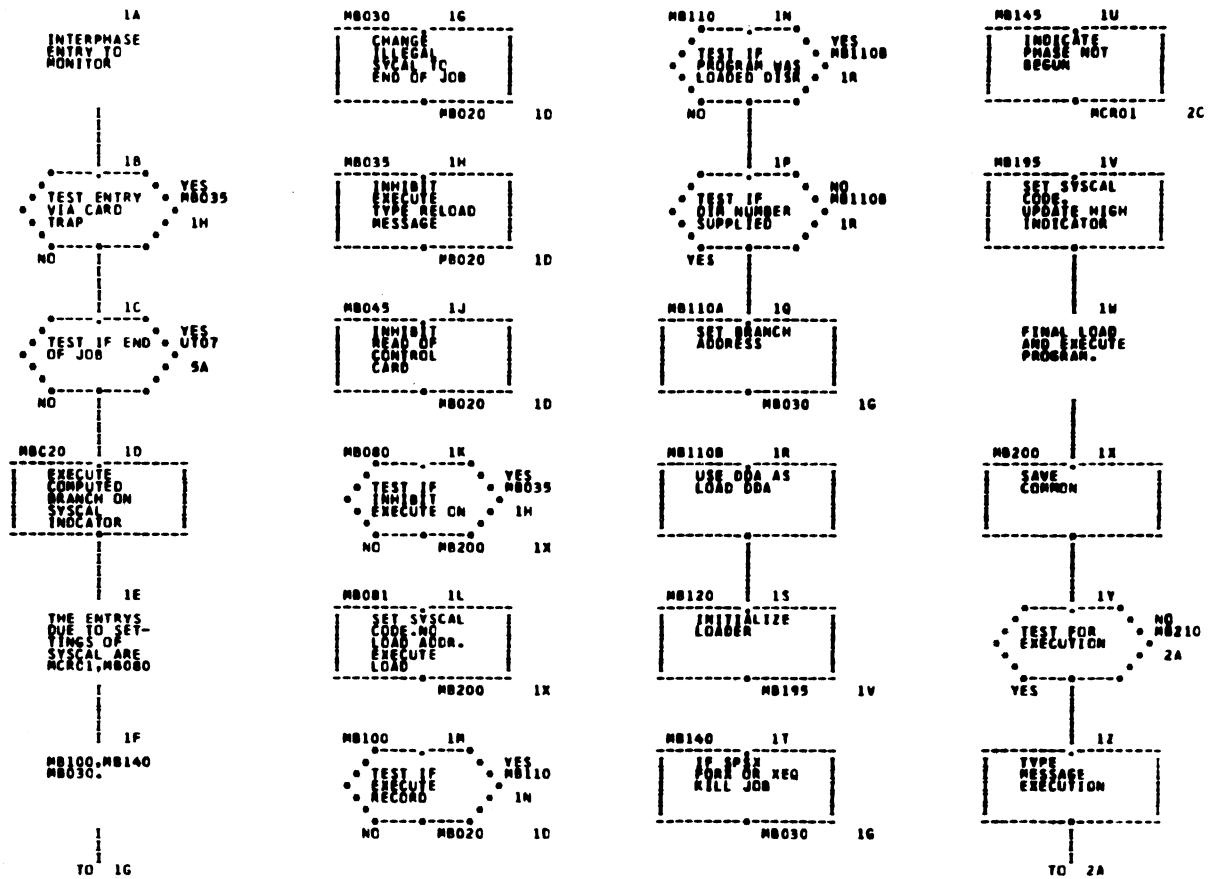 1A
INTERPHASE
ENTRY TO
MONITOR
1B
TEST ENTRY
VIA CARD
TRAP
YES
MB035
1H
NO
1C
TEST IF END
OF JOB
YES
UT07
5A
NO
MBC20 1D
EXECUTE
COMPUTED
BRANCH ON
SYSCAL
INDCATOR
1E
THE ENTRYS
DUE TO SET-
TINGS OF
SYSCAL ARE
MCRC1,MB080
1F
MB100,MB140
MB030.
TO 1G
MB030 1G
CHANGE
ILLEGAL
SYCAL TO
END OF JOB
MB020 1D
MB035 1H
INHIBIT
EXECUTE
TYPE RELOAD
MESSAGE
MB020 1D
MB045 1J
INHIBIT
READ OF
CONTROL
CARD
MB020 1D
MB080 1K
TEST IF
INHIBIT
EXECUTE ON
YES
MB035
1H
NO MB200 1X
MB081 1L
SET SYSCAL
CODE.NO
LOAD ADDR.
EXECUTE
LOAD
MB200 1X
MB100 1M
TEST IF
EXECUTE
RECORD
YES
MB110
1N
NO MB020 1D
MB110 1N
TEST IF
PROGRAM WAS
LOADED DISK
YES
MB110B
1R
NO
1P
TEST IF
DIM NUMBER
SUPPLIED
NO
MB110B
1R
YES
MB110A 1Q
SET BRANCH
ADDRESS
MB030 1G
MB110B 1R
USE DDA AS
LOAD DDA
MB120 1S
INITIALIZE
LOADER
MB195 1V
MB140 1T
IF SPSX
FORX OR XEQ
KILL JOB
MB030 1G
MB145 1U
INDICATE
PHASE NOT
BEGUN
MCR01 2C
MB195 1V
SET SYSCAL
CODE.
UPDATE HIGH
INDICATOR
1W
FINAL LOAD
AND EXECUTE
PROGRAM.
MB200 1X
SAVE
COMMON
1Y
TEST FOR
EXECUTION
NO
MB210
2A
YES
1Z
TYPE
MESSAGE
EXECUTION
TO 2A